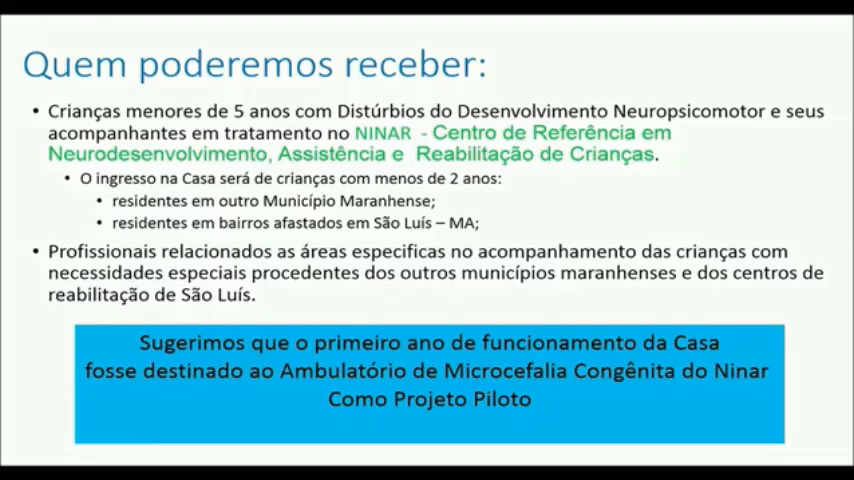 Quem poderemos receber:
• Crianças menores de 5 anos com Distúrbios do Desenvolvimento Neuropsicomotor e seus
acompanhantes em tratamento no NINAR - Centro de Referência em
Neurodesenvolvimento, Assistência e Reabilitação de Crianças.
• O ingresso na Casa será de crianças com menos de 2 anos:
• residentes em outro Município Maranhense;
• residentes em bairros afastados em São Luís – MA;
• Profissionais relacionados as áreas especificas no acompanhamento das crianças com
necessidades especiais procedentes dos outros municípios maranhenses e dos centros de
reabilitação de São Luís.
Sugerimos que o primeiro ano de funcionamento da Casa
fosse destinado ao Ambulatório de Microcefalia Congênita do Ninar
Como Projeto Piloto